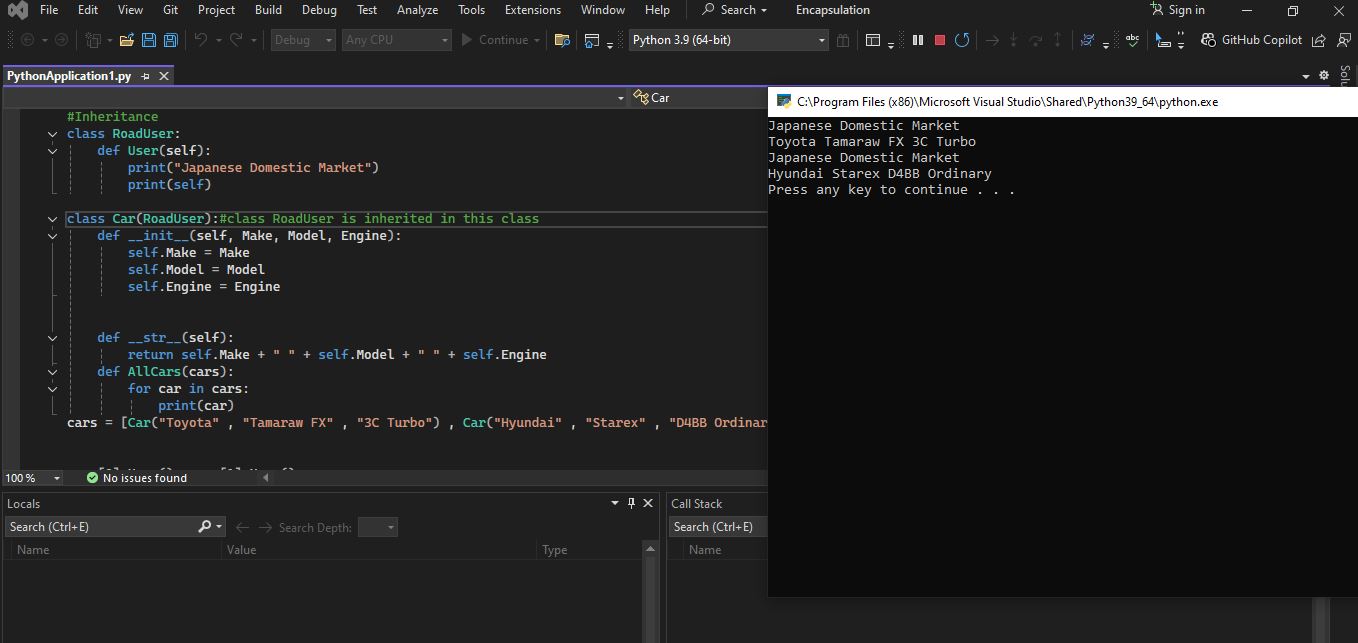 File Edit View Git Project Build Debug Test Analyze Tools Extensions Window Help Search Encapsulation Sign in
Debug Any CPU Continue Python 3.9 (64-bit) abc GitHub Copilot
PythonApplication1.py
Car
#Inheritance
class RoadUser:
def User(self):
print("Japanese Domestic Market")
print(self)
class Car(RoadUser):#class RoadUser is inherited in this class
def __init__(self, Make, Model, Engine):
self.Make = Make
self.Model = Model
self.Engine = Engine
def __str__(self):
return self.Make + " " + self.Model + " " + self.Engine
def AllCars(cars):
for car in cars:
print(car)
cars = [Car("Toyota" , "Tamaraw FX" , "3C Turbo") , Car("Hyundai" , "Starex" , "D4BB Ordinar
100 % No issues found
Locals
Search (Ctrl+E) Search Depth:
Name Value Type
Call Stack
Search (Ctrl+E)
Name
C:\Program Files (x86)\Microsoft Visual Studio\Shared\Python39_64\python.exe
Japanese Domestic Market
Toyota Tamaraw FX 3C Turbo
Japanese Domestic Market
Hyundai Starex D4BB Ordinary
Press any key to continue . . .
Solu